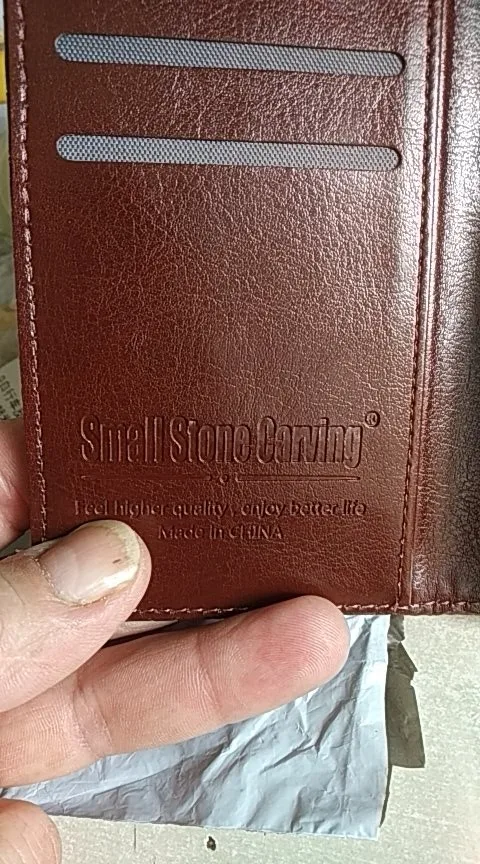 Small Stone Carving®
Feel higher quality , enjoy better life
Made in CHINA